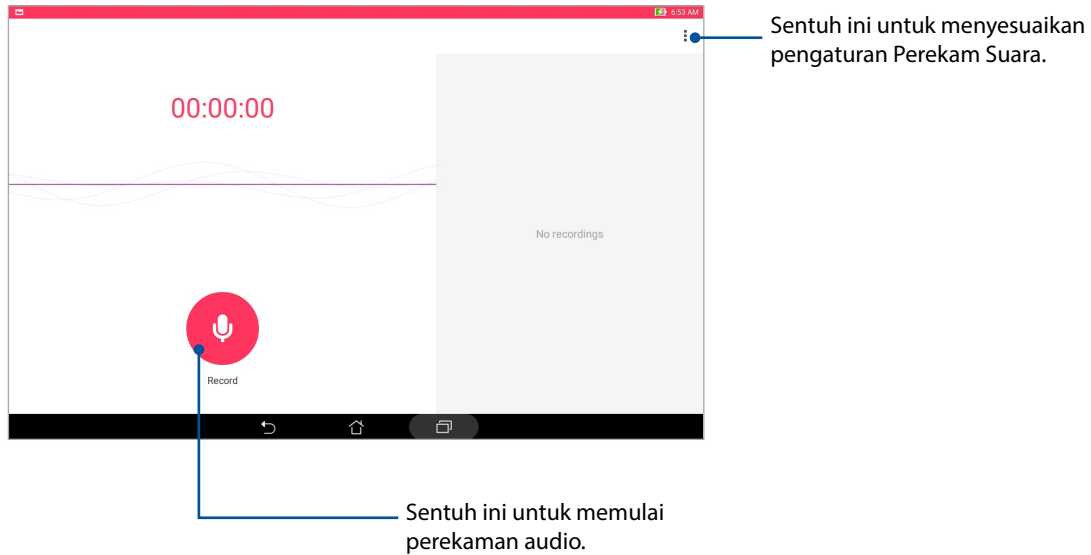 6:53 AM
Sentuh ini untuk menyesuaikan
pengaturan Perekam Suara.
00:00:00
No recordings
Record
Sentuh ini untuk memulai
perekaman audio.